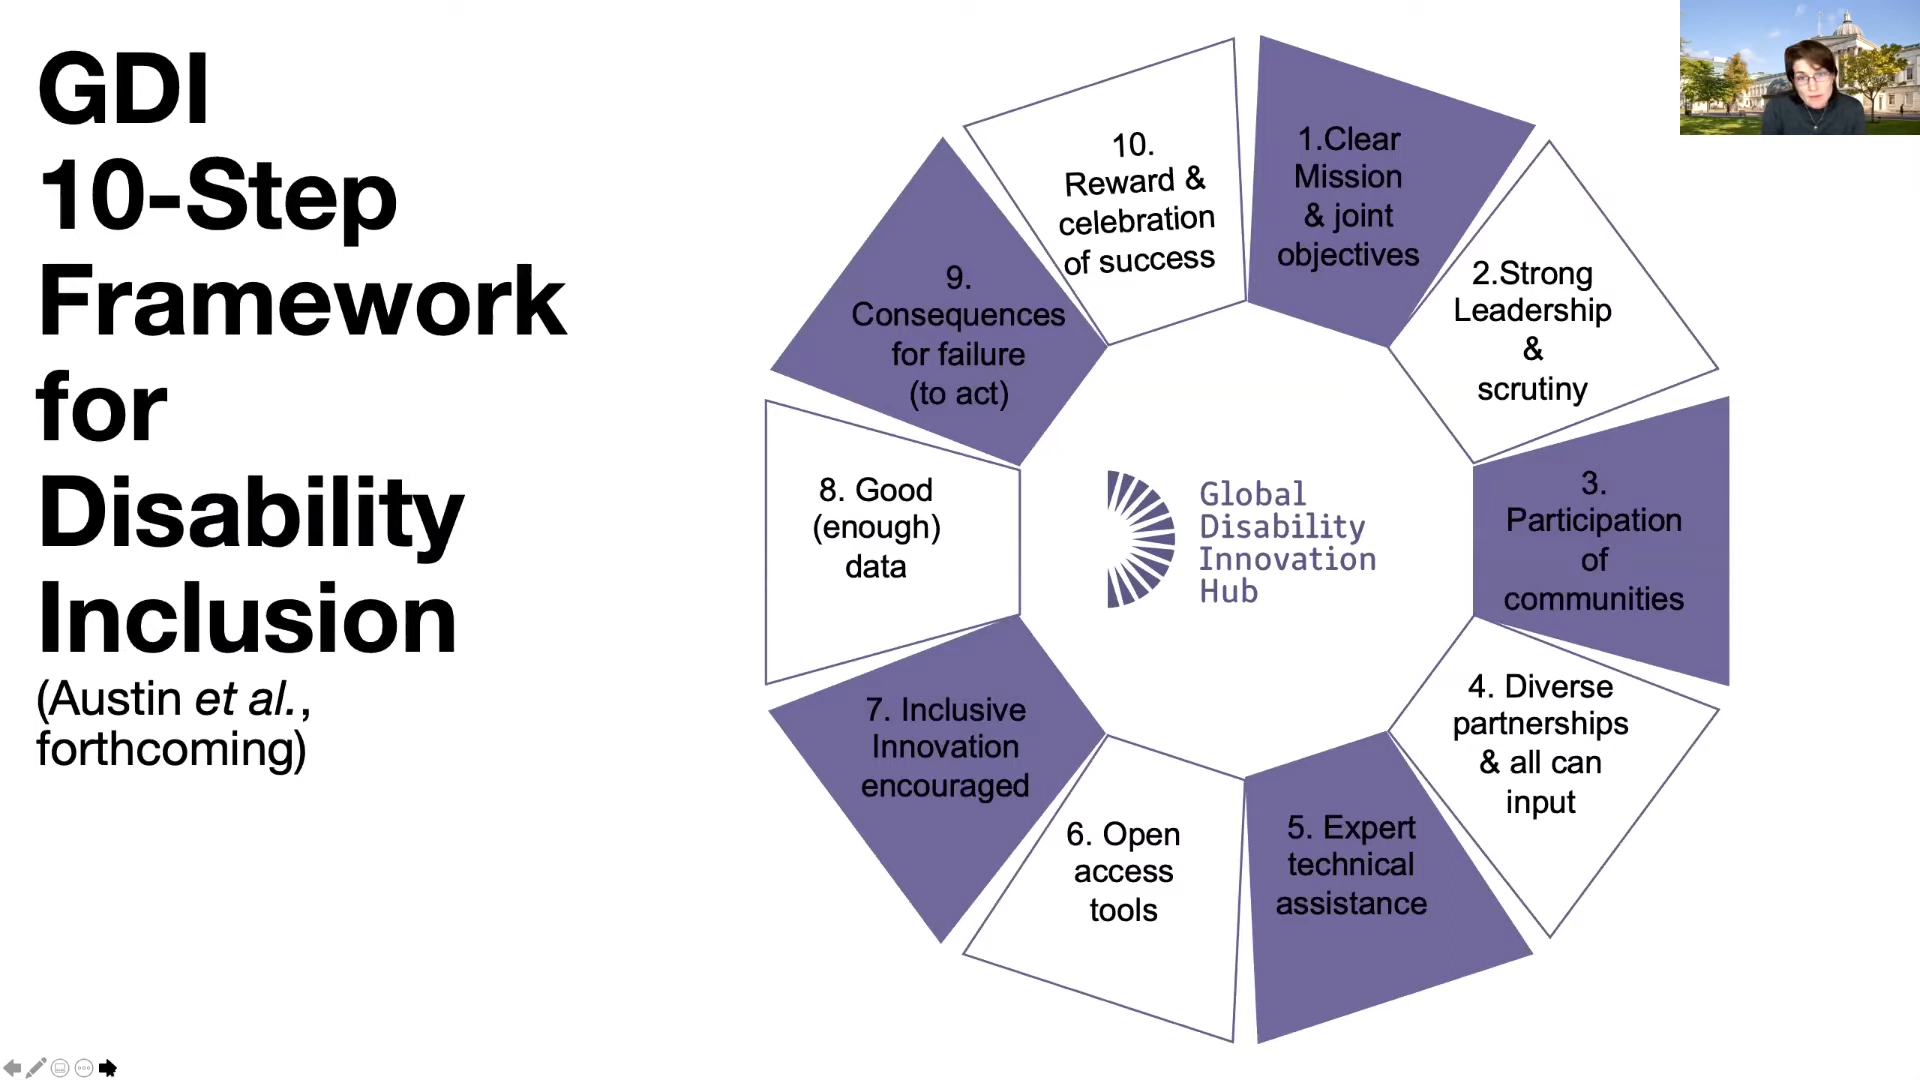 GDI
10-Step
Framework
for
Disability
Inclusion
(Austin et al.,
forthcoming)
1.Clear
Mission
& joint
objectives
2.Strong
Leadership
&
scrutiny
3.
Participation
of
communities
4. Diverse
partnerships
& all can
input
5. Expert
technical
assistance
6. Open
access
tools
7. Inclusive
Innovation
encouraged
8. Good
(enough)
data
9.
Consequences
for failure
(to act)
10.
Reward &
celebration
of success
Global
Disability
Innovation
Hub